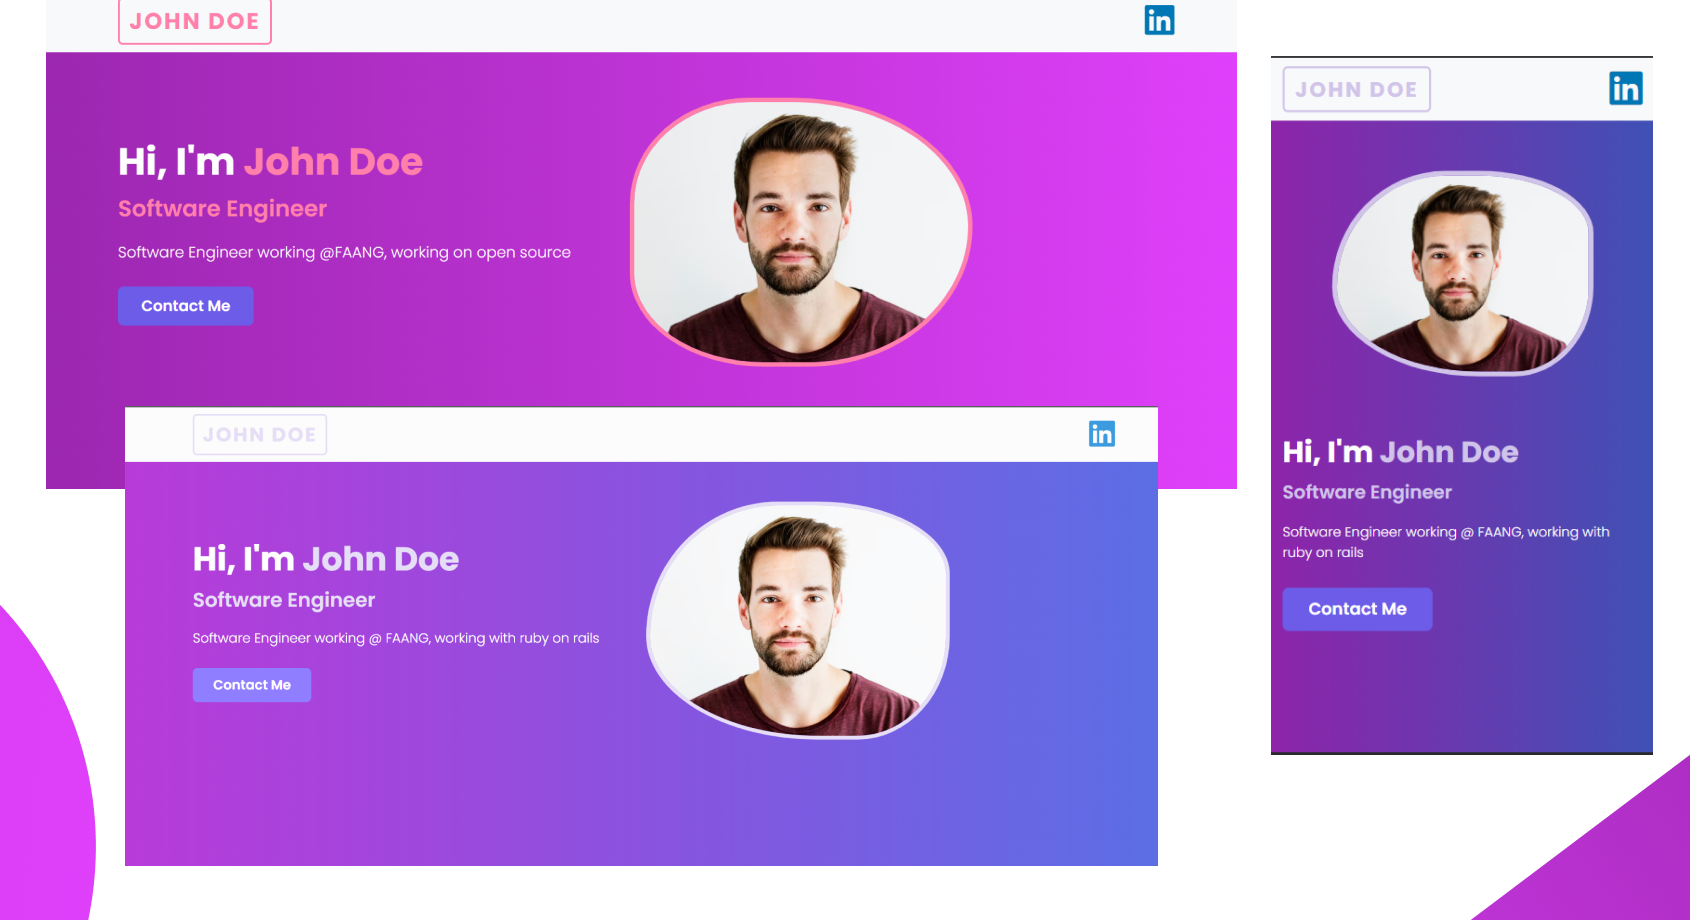 JOHN DOE
in
Hi, I'm John Doe
Software Engineer
Software Engineer working @FAANG, working on open source
Contact Me
JOHN DOE
in
Hi, I'm John Doe
Software Engineer
Software Engineer working @ FAANG, working with ruby on rails
Contact Me
JOHN DOE
in
Hi, I'm John Doe
Software Engineer
Software Engineer working @ FAANG, working with
ruby on rails
Contact Me